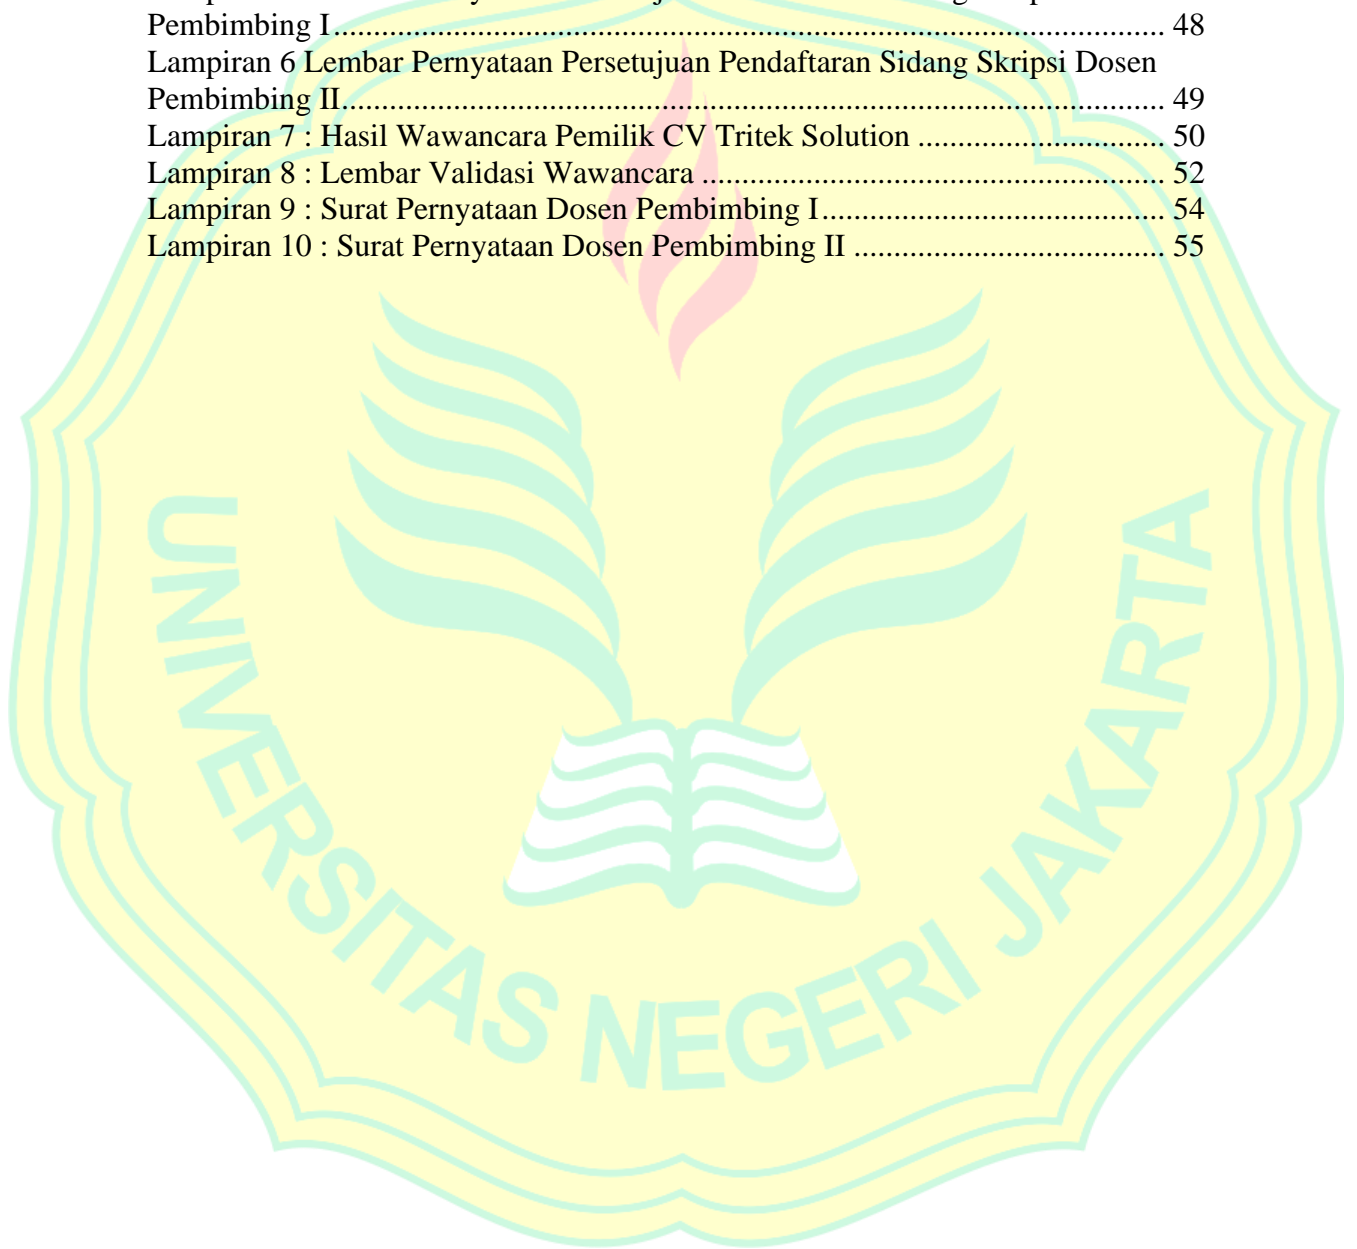 Pembimbing I........................................................................................................ 48
Lampiran 6 Lembar Pernyataan Persetujuan Pendaftaran Sidang Skripsi Dosen
Pembimbing II....................................................................................................... 49
Lampiran 7 : Hasil Wawancara Pemilik CV Tritek Solution ............................... 50
Lampiran 8 : Lembar Validasi Wawancara .......................................................... 52
Lampiran 9 : Surat Pernyataan Dosen Pembimbing I........................................... 54
Lampiran 10 : Surat Pernyataan Dosen Pembimbing II ....................................... 55
UNIVERSITAS NEGERI JAKARTA